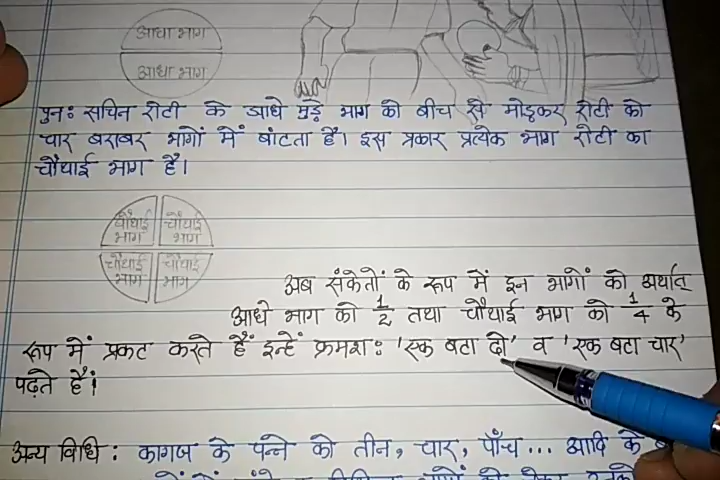 आधा भाग
आधा भाग
पुनः सचिन रोटी के आधे मुड़े भाग को बीच से मोड़कर रोटी को
चार बराबर भागों में बांटता है। इस प्रकार प्रत्येक भाग रोटी का
चौथाई भाग है।
चौथाई भाग चौथाई भाग
चौथाई भाग चौथाई भाग
अब संकेतों के रूप में इन भागों को अर्थात्
आधे भाग को 1/2 तथा चौथाई भाग को 1/4 के
रूप में प्रकट करते हैं इन्हें क्रमशः 'एक बटा दो' व 'एक बटा चार'
पढ़ते हैं।
अन्य विधि : कागज के पन्ने को तीन, चार, पाँच ... आदि के